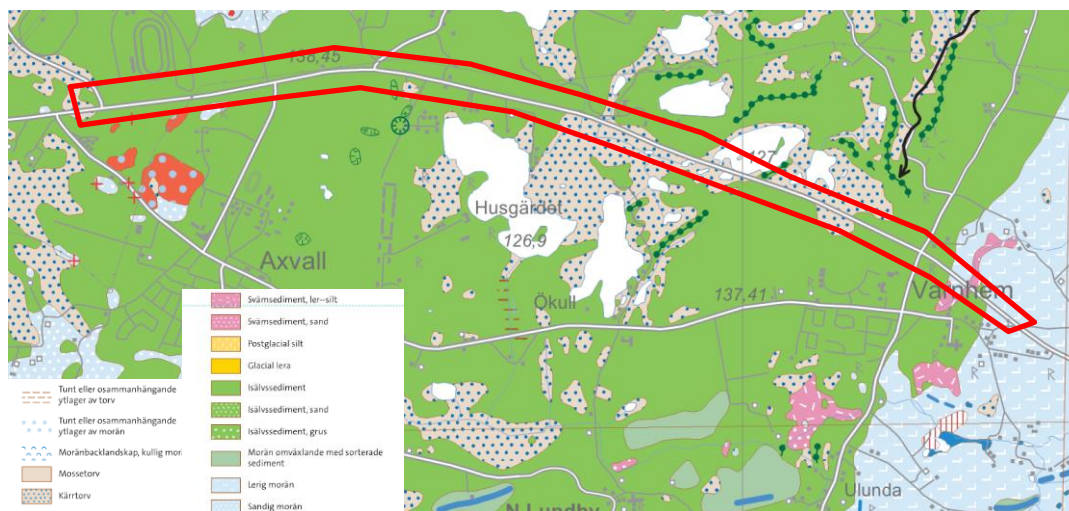 138,45
127
Husgärdet
126,9
Axvall
Ökull
137,41
Varnhem
Ulunda
N Lundby
R
Svämsediment, ler--silt
Svämsediment, sand
Postglacial silt
Glacial lera
Isälvssediment
Isälvssediment, sand
Isälvssediment, grus
Morän omväxlande med sorterade
sediment
Lerig morän
Sandig morän
Tunt eller osammanhängande
ytlager av torv
Tunt eller osammanhängande
ytlager av morän
Moränbacklandskap, kullig mor
Mossetorv
Kärrtorv